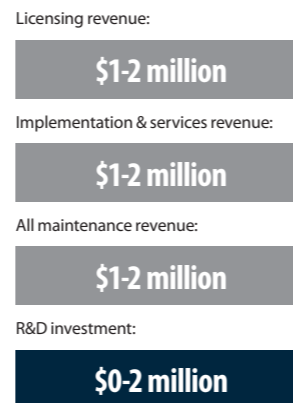 Licensing revenue:
$1-2 million
Implementation & services revenue:
$1-2 million
All maintenance revenue:
$1-2 million
R&D investment:
$0-2 million